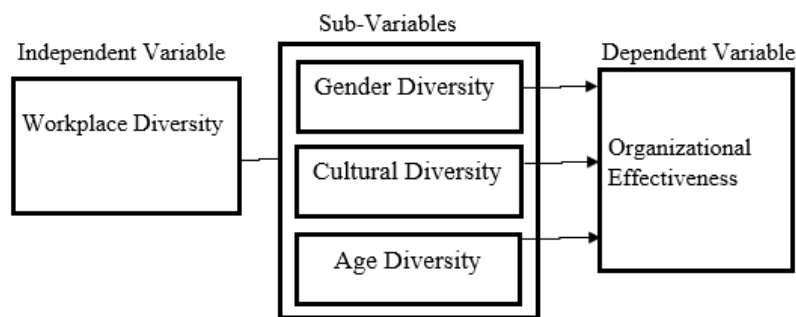 Sub-Variables
Independent Variable
Dependent Variable
Workplace Diversity
Gender Diversity
Cultural Diversity
Age Diversity
Organizational
Effectiveness